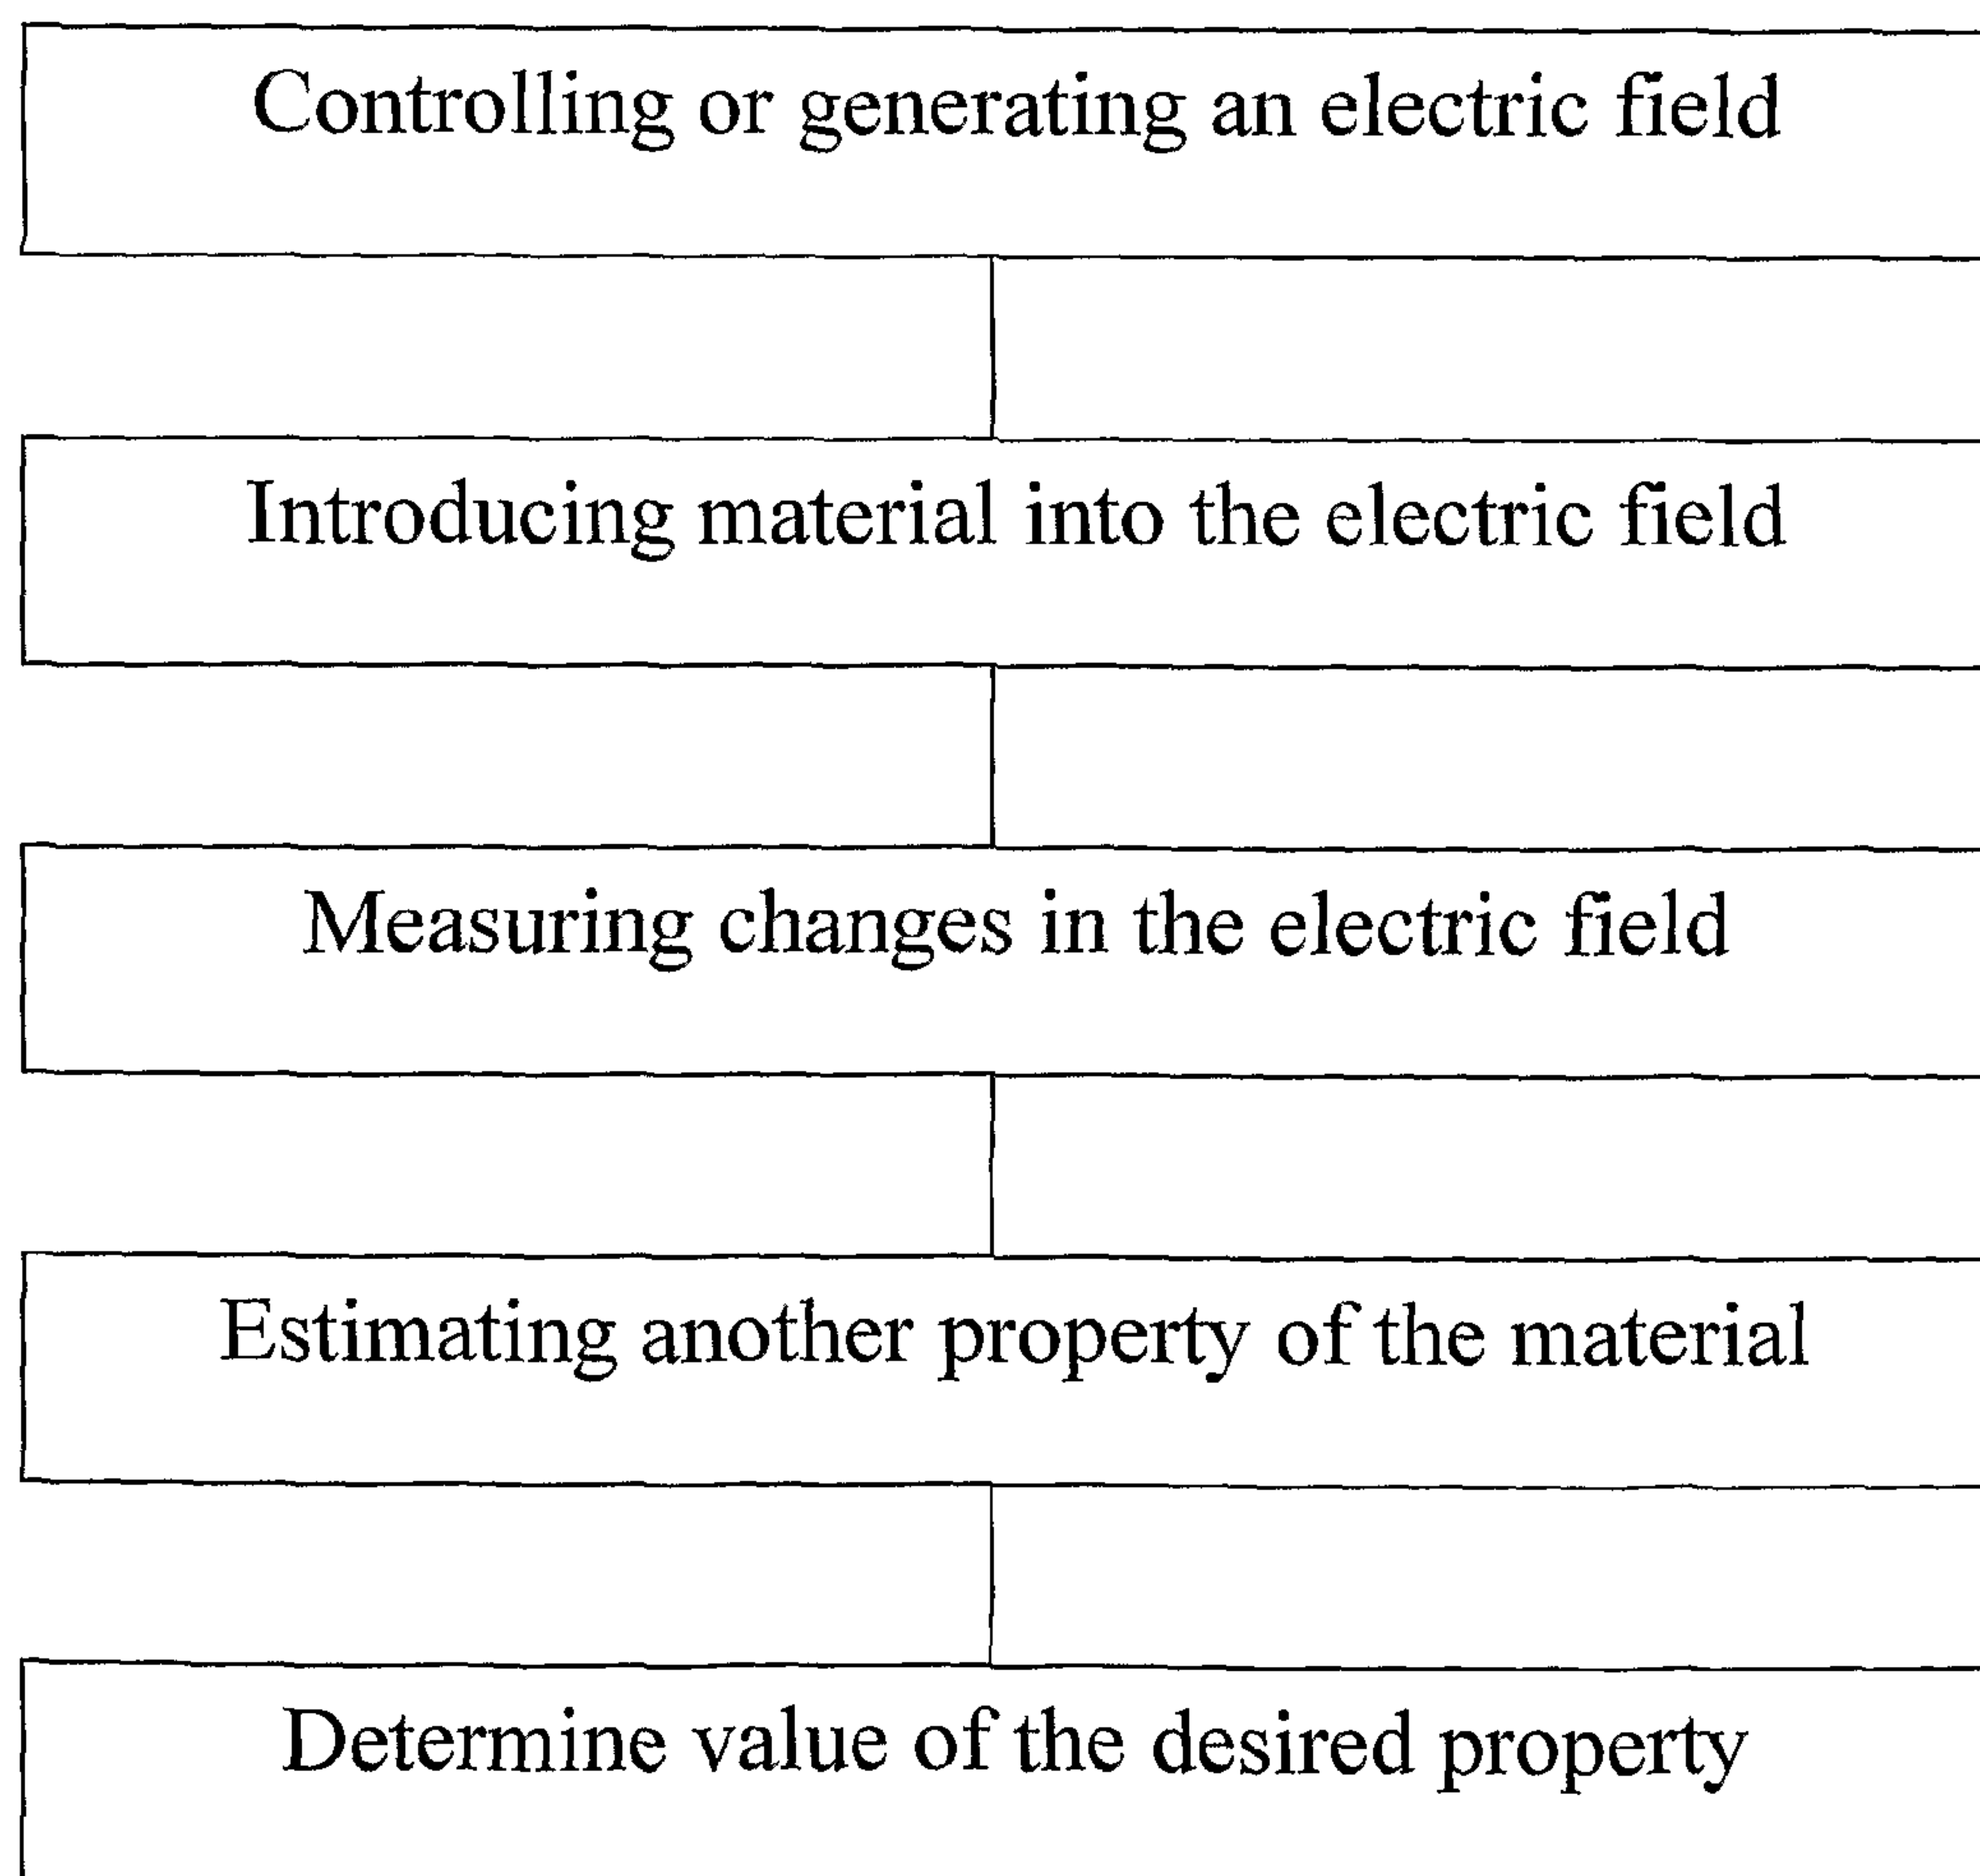 Controlling or generating an electric field
Introducing material into the electric field
Measuring changes in the electric field
Estimating another property of the material
Determine value of the desired property